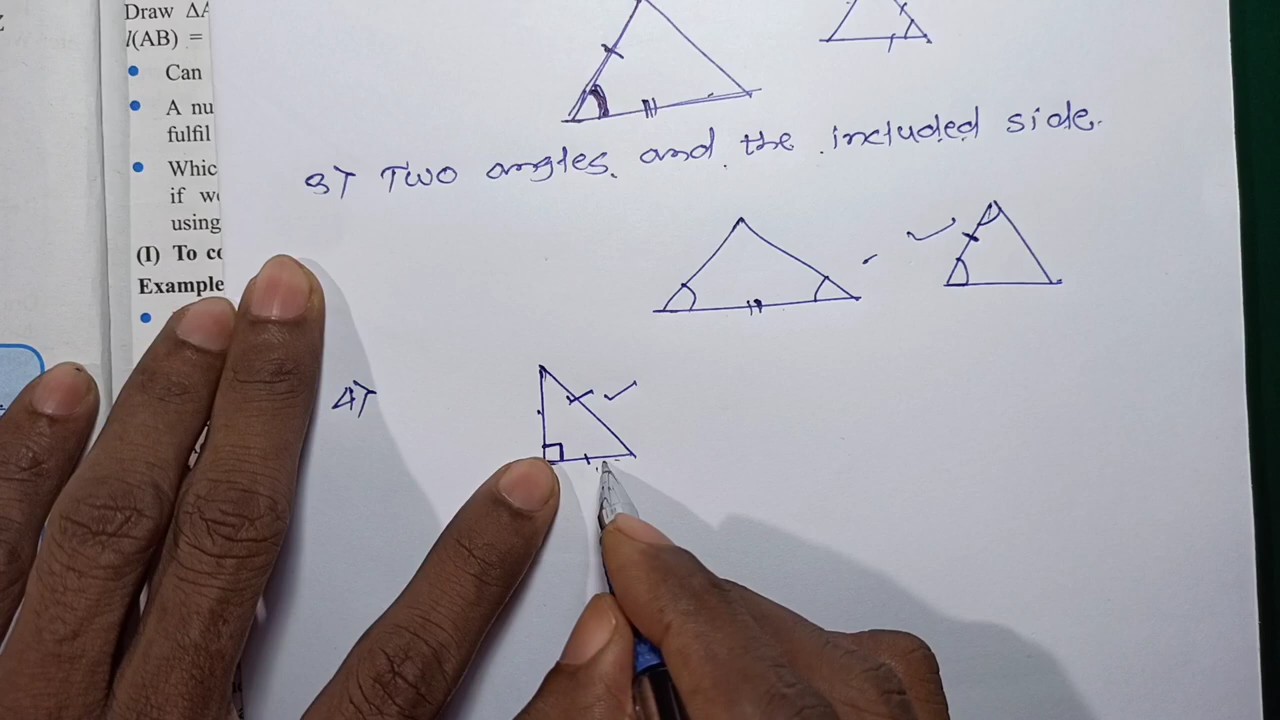 Draw ΔA
l(AB) =
Can
A nu
fulfil
Whic
if w
using
(I) To co
Example
3) Two angles and the included side.
4)